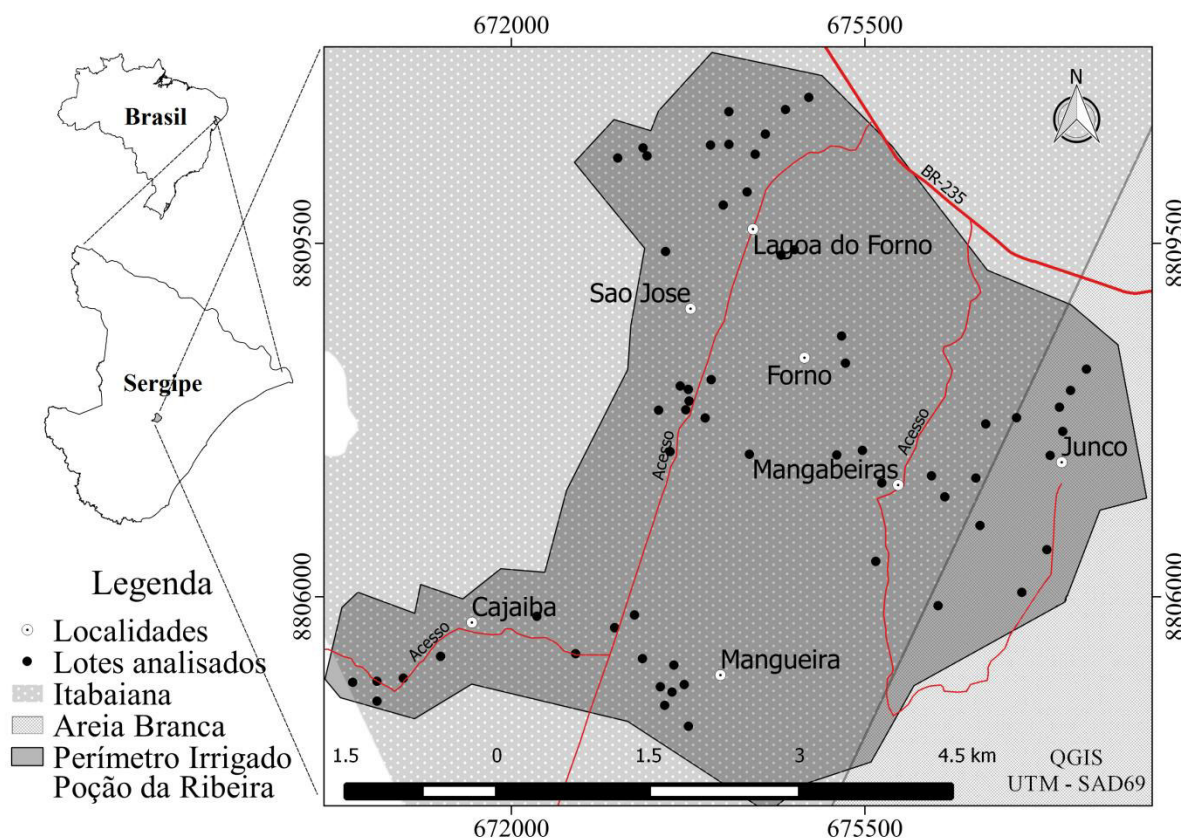 672000
675500
Brasil
N
BR-235
8809500
8809500
Lagoa do Forno
Sao Jose
Forno
Sergipe
Acesso
Acesso
Junco
Mangabeiras
Legenda
Localidades
Lotes analisados
Itabaiana
Areia Branca
Perímetro Irrigado
Poção da Ribeira
8806000
8806000
Cajaiba
Acesso
Mangueira
1.5
0
1.5
3
4.5 km
QGIS
UTM - SAD69
672000
675500